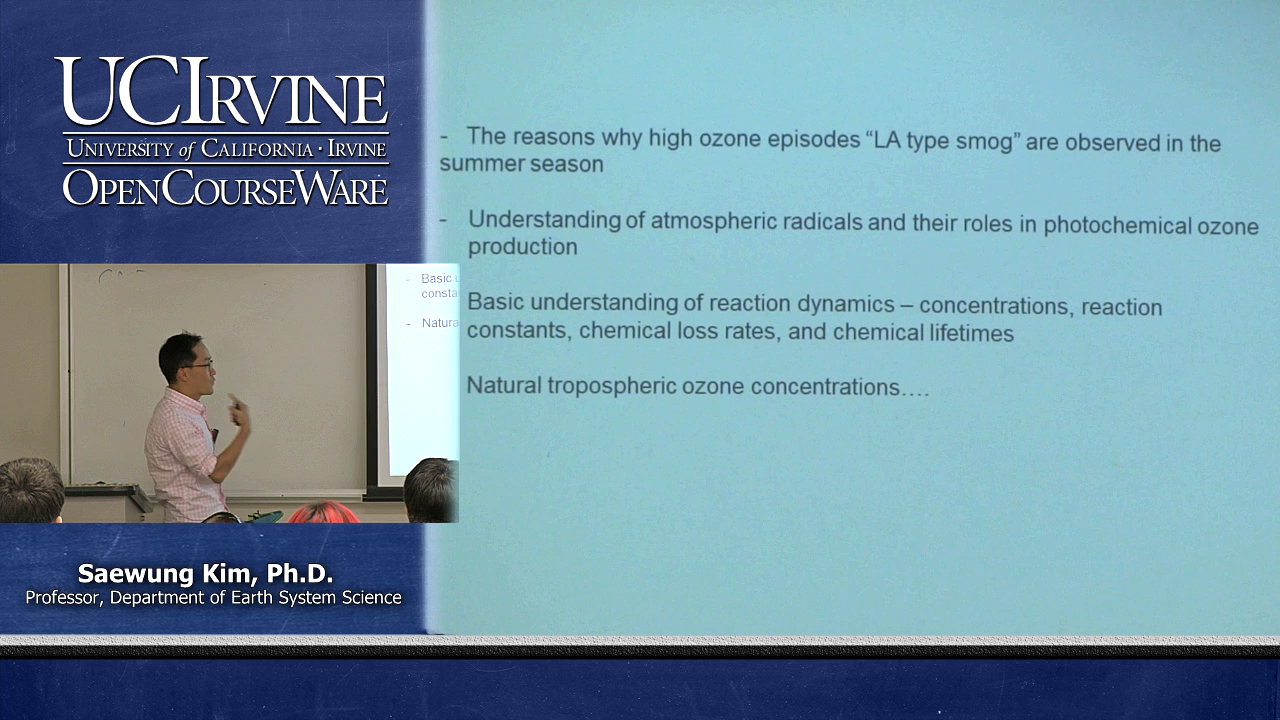 UCIRVINE
UNIVERSITY of CALIFORNIA · IRVINE
OPENCOURSEWARE
- The reasons why high ozone episodes “LA type smog” are observed in the
summer season
- Understanding of atmospheric radicals and their roles in photochemical ozone
production
Basic understanding of reaction dynamics – concentrations, reaction
constants, chemical loss rates, and chemical lifetimes
Natural tropospheric ozone concentrations….
- Basic
consta
- Natura
Saewung Kim, Ph.D.
Professor, Department of Earth System Science